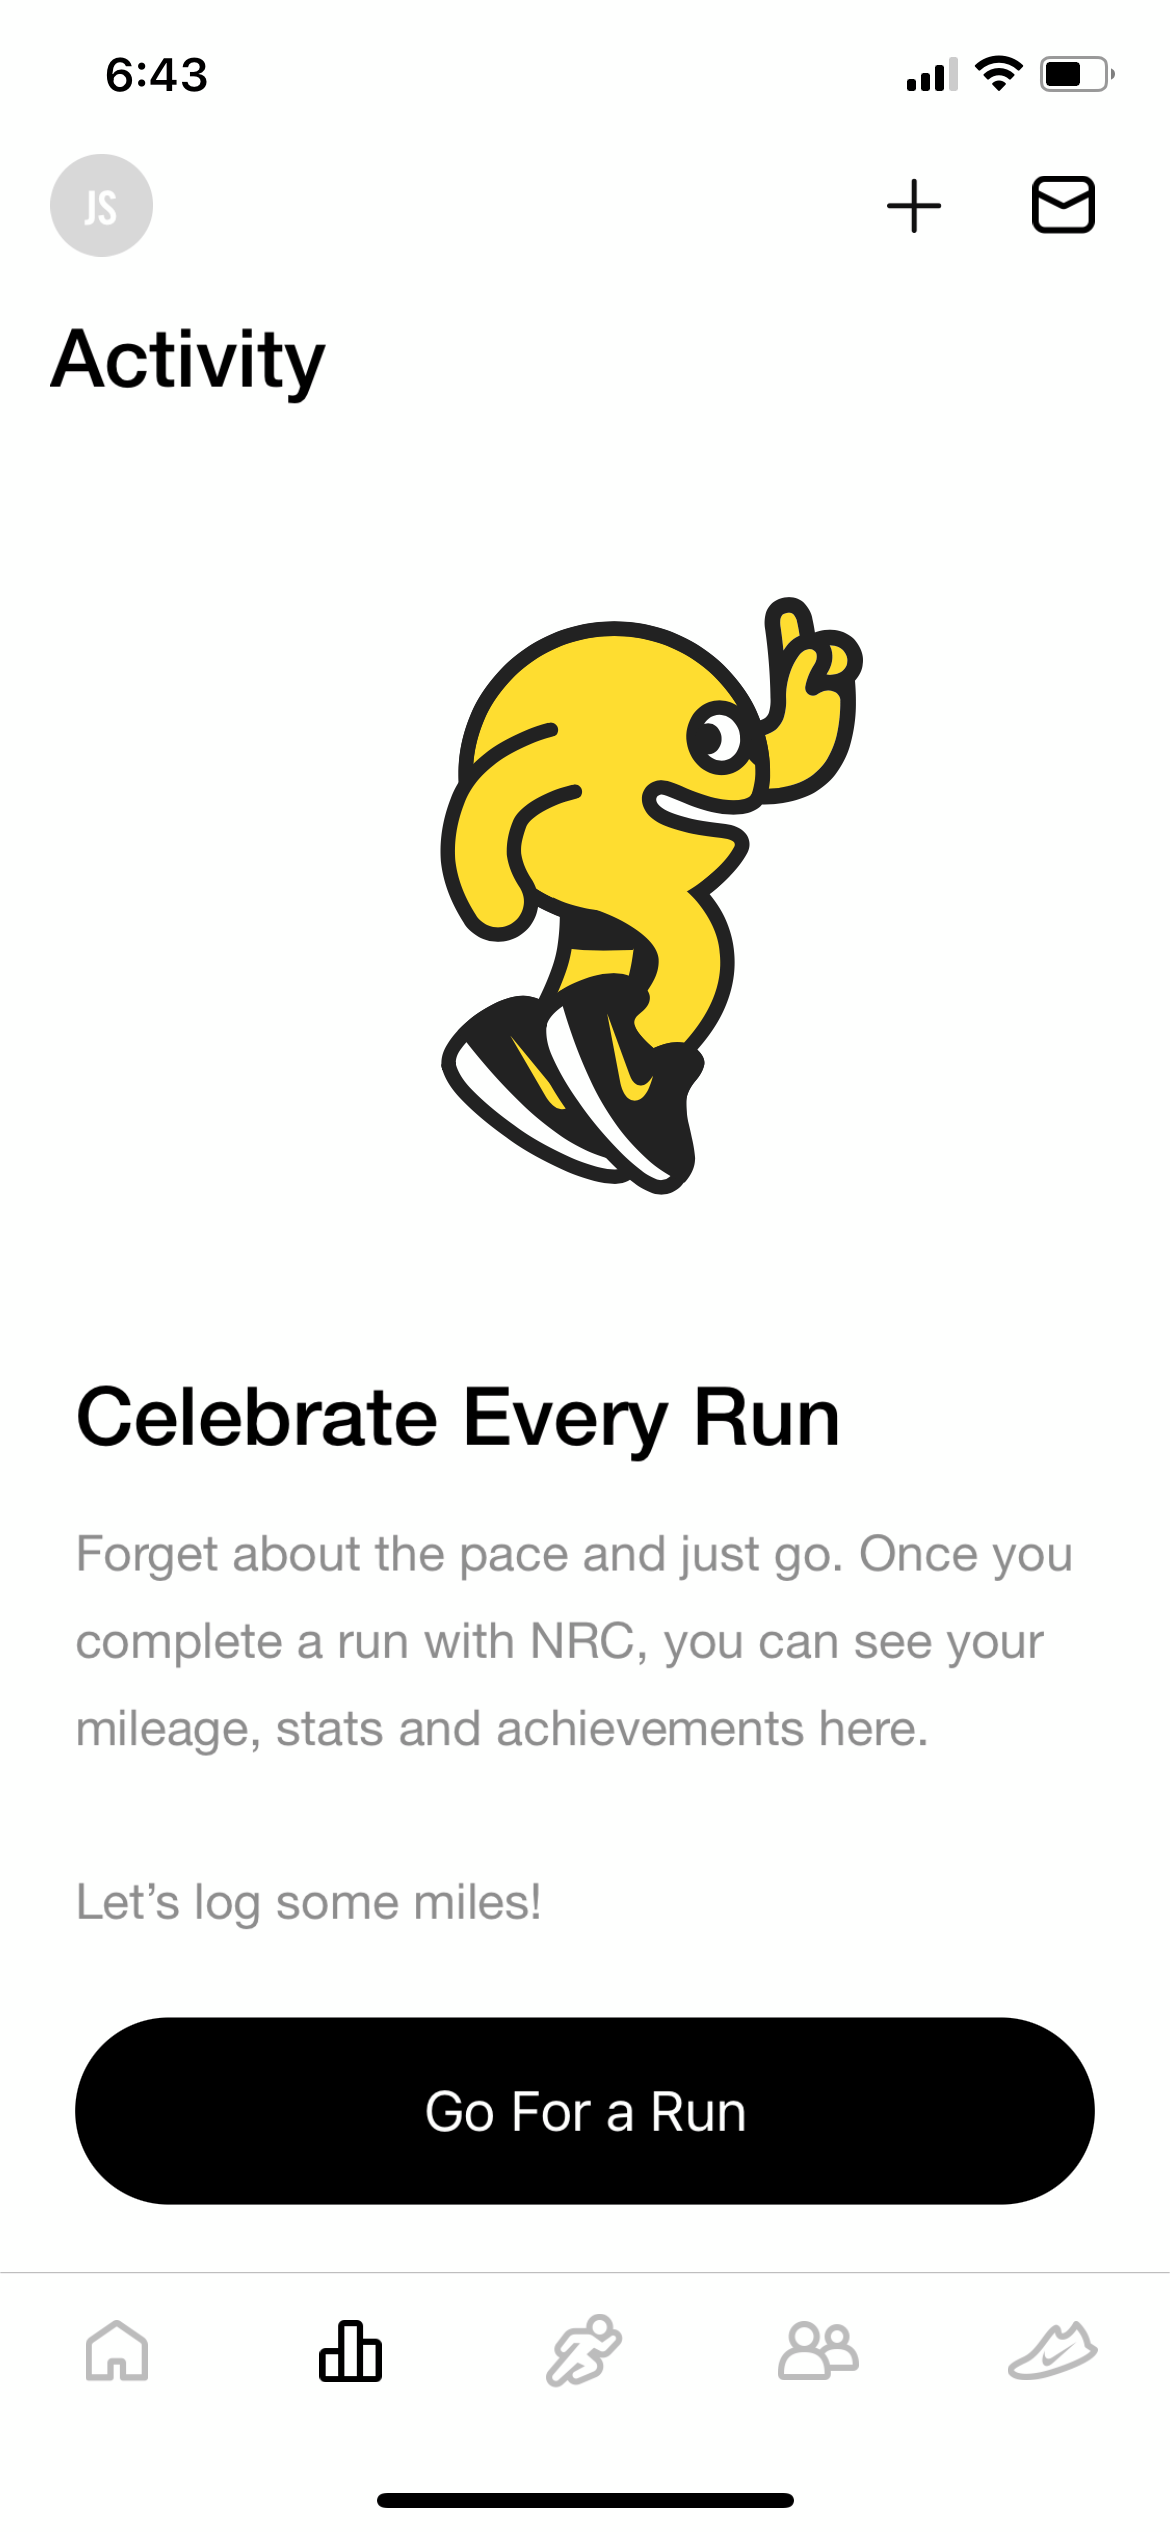 6:43
JS
Activity
Celebrate Every Run
Forget about the pace and just go. Once you
complete a run with NRC, you can see your
mileage, stats and achievements here.
Let’s log some miles!
Go For a Run